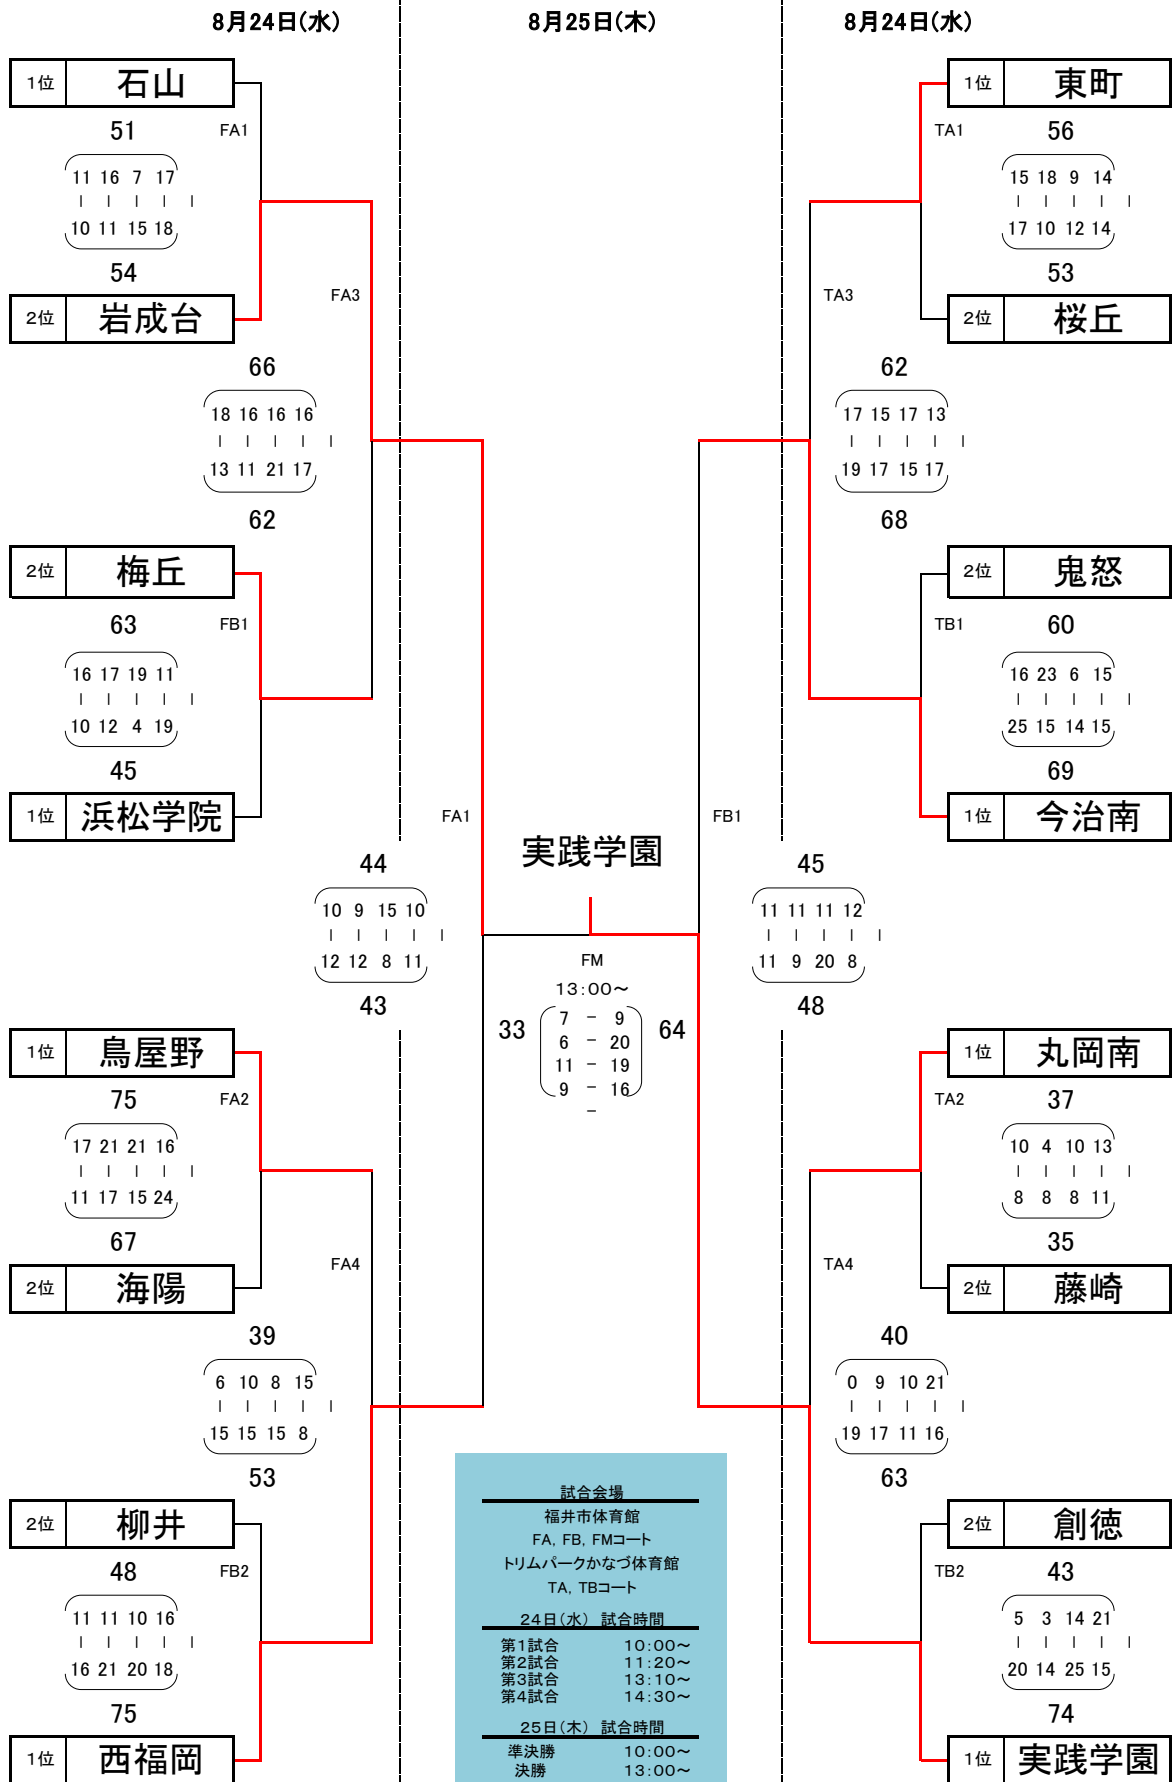 8月24日(水)
8月25日(木)
8月24日(水)
1位 石山
51
FA1
11 16 7 17
10 11 15 18
54
2位 岩成台
FA3
66
18 16 16 16
13 11 21 17
62
2位 梅丘
63
FB1
16 17 19 11
10 12 4 19
45
1位 浜松学院
FA1
44
10 9 15 10
12 12 8 11
43
1位 鳥屋野
75
FA2
17 21 21 16
11 17 15 24
67
2位 海陽
FA4
39
6 10 8 15
15 15 15 8
53
2位 柳井
48
FB2
11 11 10 16
16 21 20 18
75
1位 西福岡
実践学園
FM
13:00～
33
7 - 9
6 - 20
11 - 19
9 - 16
-
64
1位 東町
TA1
56
15 18 9 14
17 10 12 14
53
2位 桜丘
TA3
62
17 15 17 13
19 17 15 17
68
2位 鬼怒
TB1
60
16 23 6 15
25 15 14 15
69
1位 今治南
FB1
45
11 11 11 12
11 9 20 8
48
1位 丸岡南
TA2
37
10 4 10 13
8 8 8 11
35
2位 藤崎
TA4
40
0 9 10 21
19 17 11 16
63
2位 創徳
TB2
43
5 3 14 21
20 14 25 15
74
1位 実践学園
試合会場
福井市体育館
FA, FB, FMコート
トリムパークかなづ体育館
TA, TBコート
24日(水) 試合時間
第1試合 10:00～
第2試合 11:20～
第3試合 13:10～
第4試合 14:30～
25日(木) 試合時間
準決勝 10:00～
決勝 13:00～